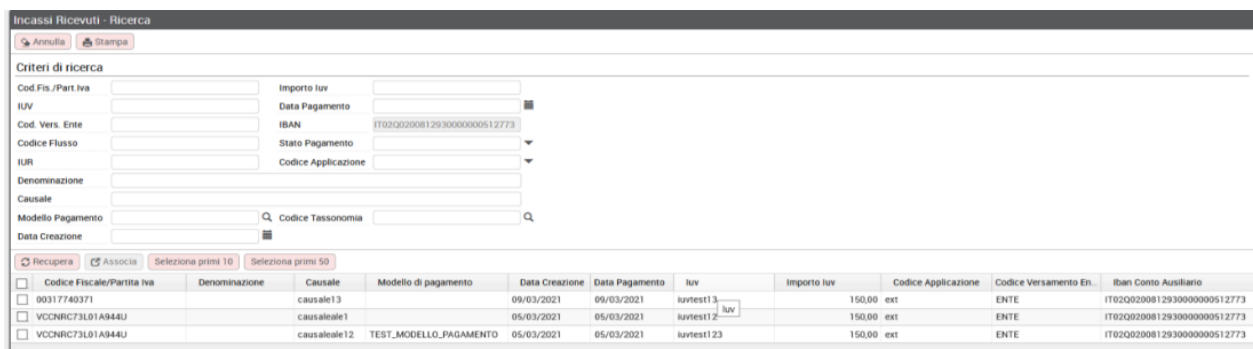 Incassi Ricevuti - Ricerca
Annulla Stampa
Criteri di ricerca
Cod.Fis./Part.Iva Importo Iuv
IUV Data Pagamento
Cod. Vers. Ente IBAN IT02Q0200812930000000512773
Codice Flusso Stato Pagamento
IUR Codice Applicazione
Denominazione
Causale
Modello Pagamento Codice Tassonomia
Data Creazione
Recupera Associa Seleziona primi 10 Seleziona primi 50
Codice Fiscale/Partita Iva Denominazione Causale Modello di pagamento Data Creazione Data Pagamento Iuv Importo Iuv Codice Applicazione Codice Versamento En... Iban Conto Ausiliario
00317740371 causale13 09/03/2021 09/03/2021 iuvtest13 150,00 ext ENTE IT02Q0200812930000000512773
Iuv
VCCNRC73L01A944U causaleale1 05/03/2021 05/03/2021 iuvtest12 150,00 ext ENTE IT02Q0200812930000000512773
VCCNRC73L01A944U causaleale12 TEST_MODELLO_PAGAMENTO 05/03/2021 05/03/2021 iuvtest123 150,00 ext ENTE IT02Q0200812930000000512773